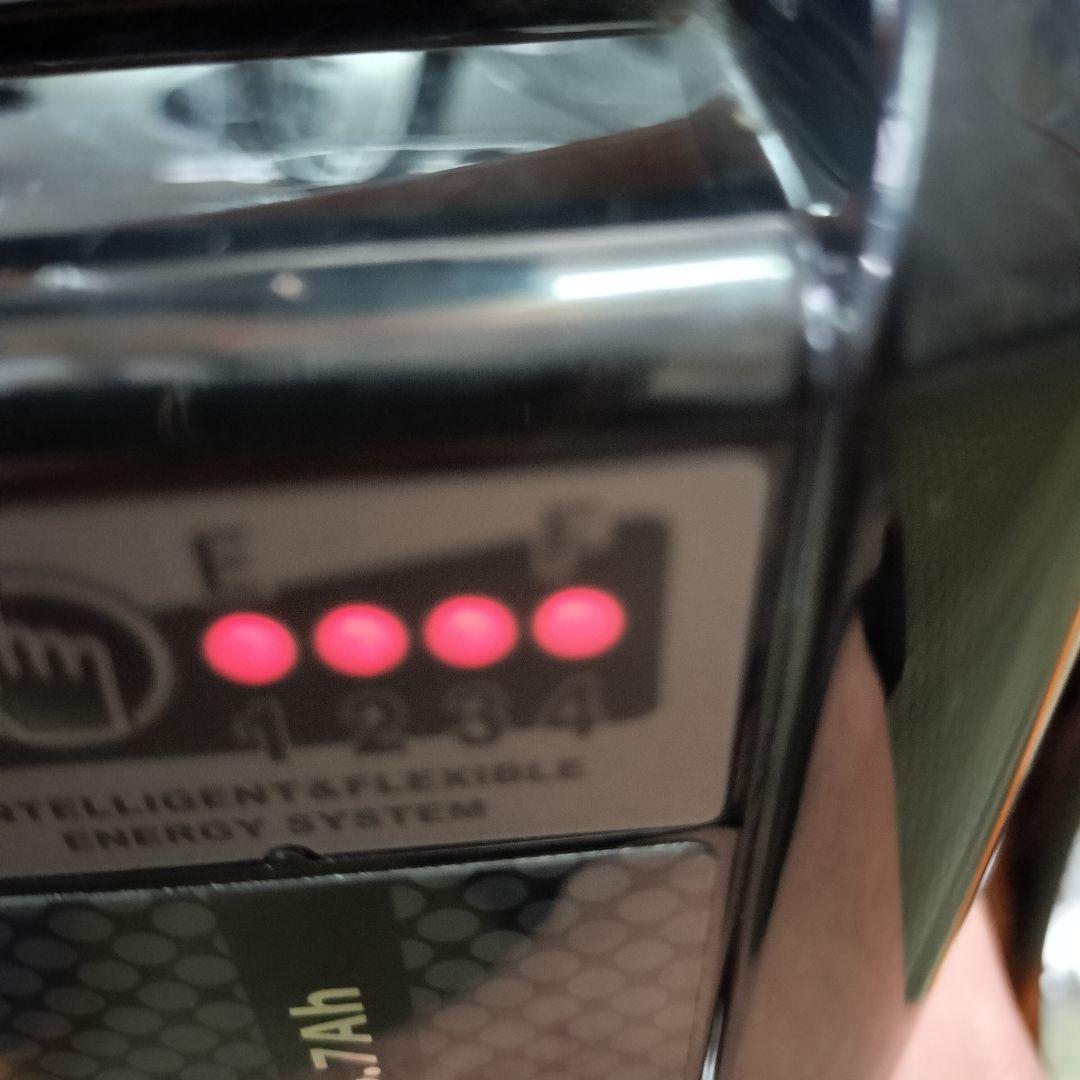 E F
1 2 3 4
INTELLIGENT&FLEXIBLE
ENERGY SYSTEM
.7Ah